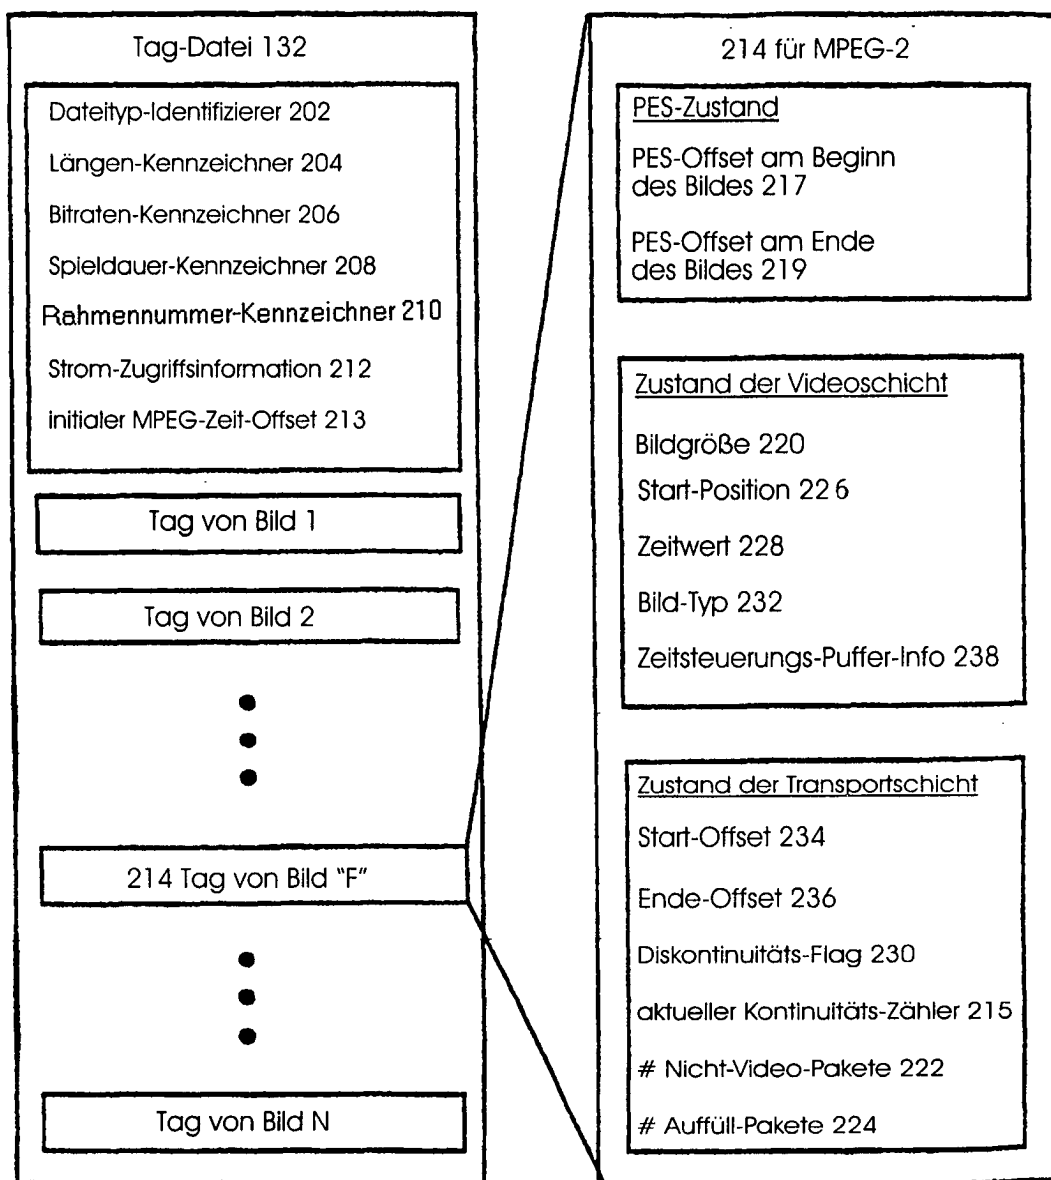 Tag-Datei 132
Dateityp-Identifizierer 202
Längen-Kennzeichner 204
Bitraten-Kennzeichner 206
Spieldauer-Kennzeichner 208
Rahmennummer-Kennzeichner 210
Strom-Zugriffsinformation 212
initialer MPEG-Zeit-Offset 213
Tag von Bild 1
Tag von Bild 2
214 Tag von Bild "F"
Tag von Bild N
214 für MPEG-2
PES-Zustand
PES-Offset am Beginn
des Bildes 217
PES-Offset am Ende
des Bildes 219
Zustand der Videoschicht
Bildgröße 220
Start-Position 226
Zeitwert 228
Bild-Typ 232
Zeitsteuerungs-Puffer-Info 238
Zustand der Transportschicht
Start-Offset 234
Ende-Offset 236
Diskontinuitäts-Flag 230
aktueller Kontinuitäts-Zähler 215
# Nicht-Video-Pakete 222
# Auffüll-Pakete 224